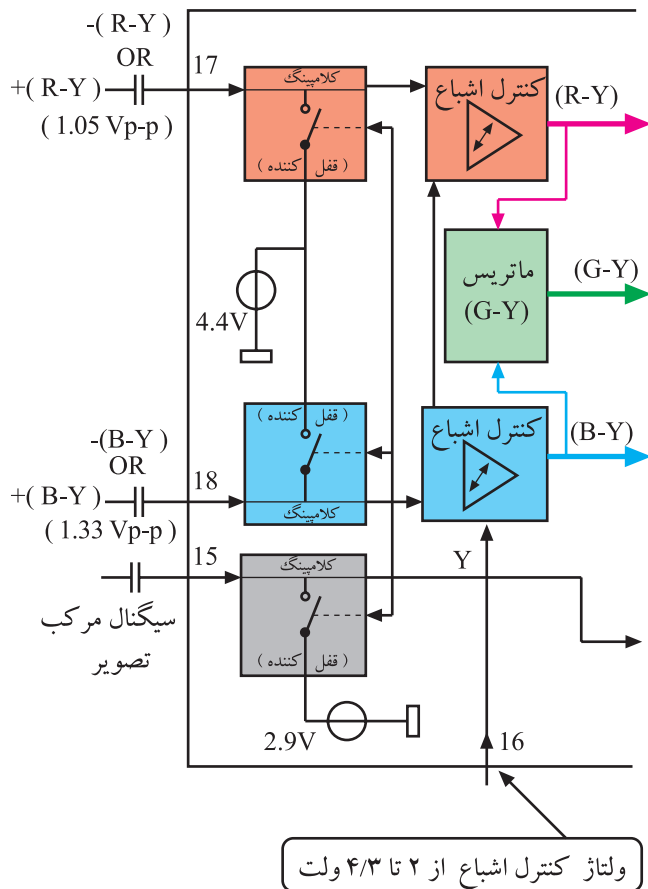 -( R-Y)
OR
+( R-Y)
( 1.05 Vp-p)
17
کلامپینگ
( قفل کننده )
کنترل اشباع
(R-Y)
4.4V
ماتریس
(G-Y)
(G-Y)
-(B-Y)
OR
+( B-Y)
( 1.33 Vp-p)
18
( قفل کننده )
کلامپینگ
کنترل اشباع
(B-Y)
15
سیگنال مرکب
تصویر
کلامپینگ
( قفل کننده )
Y
2.9V
16
ولتاژ کنترل اشباع از ۲ تا ۴/۳ ولت